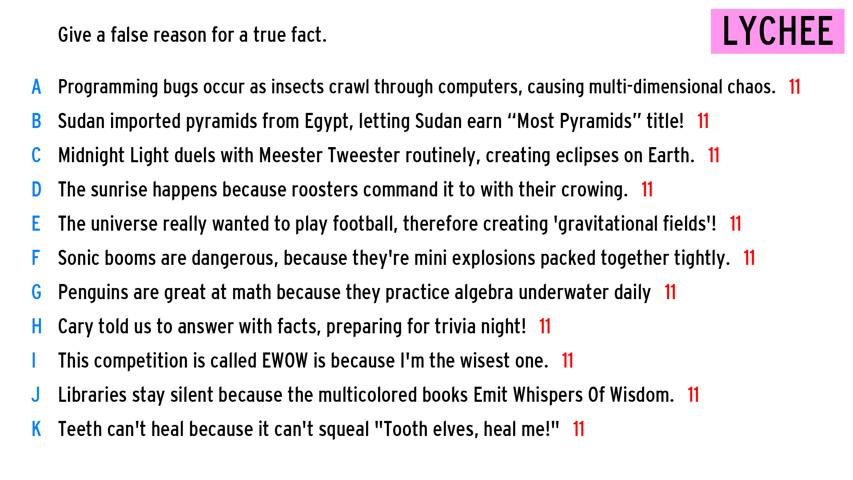 Give a false reason for a true fact.
LYCHEE
A Programming bugs occur as insects crawl through computers, causing multi-dimensional chaos. 11
B Sudan imported pyramids from Egypt, letting Sudan earn “Most Pyramids” title! 11
C Midnight Light duels with Meester Tweester routinely, creating eclipses on Earth. 11
D The sunrise happens because roosters command it to with their crowing. 11
E The universe really wanted to play football, therefore creating 'gravitational fields'! 11
F Sonic booms are dangerous, because they're mini explosions packed together tightly. 11
G Penguins are great at math because they practice algebra underwater daily 11
H Cary told us to answer with facts, preparing for trivia night! 11
I This competition is called EWOW is because I'm the wisest one. 11
J Libraries stay silent because the multicolored books Emit Whispers Of Wisdom. 11
K Teeth can't heal because it can't squeal "Tooth elves, heal me!" 11